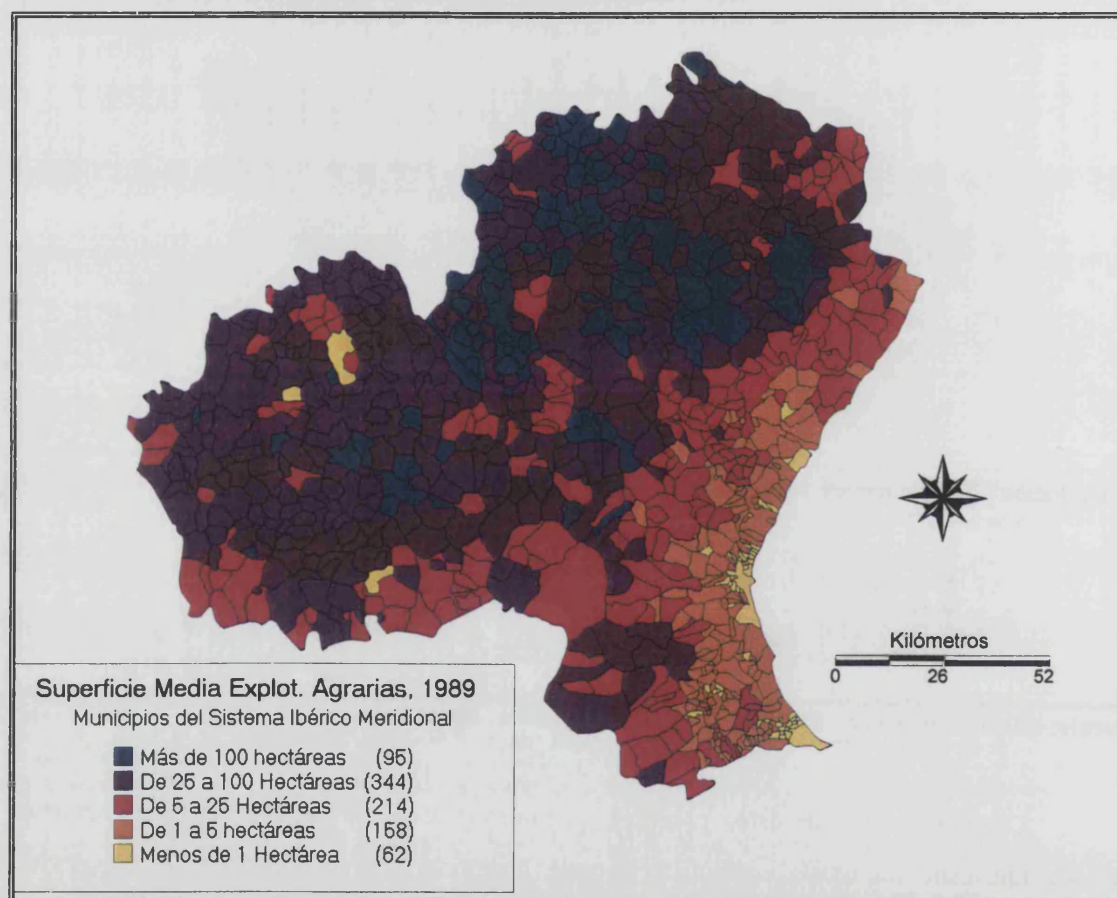 Kilómetros
0 26 52
Superficie Media Explot. Agrarias, 1989
Municipios del Sistema Ibérico Meridional
Más de 100 hectáreas (95)
De 25 a 100 Hectáreas (344)
De 5 a 25 Hectáreas (214)
De 1 a 5 hectáreas (158)
Menos de 1 Hectárea (62)